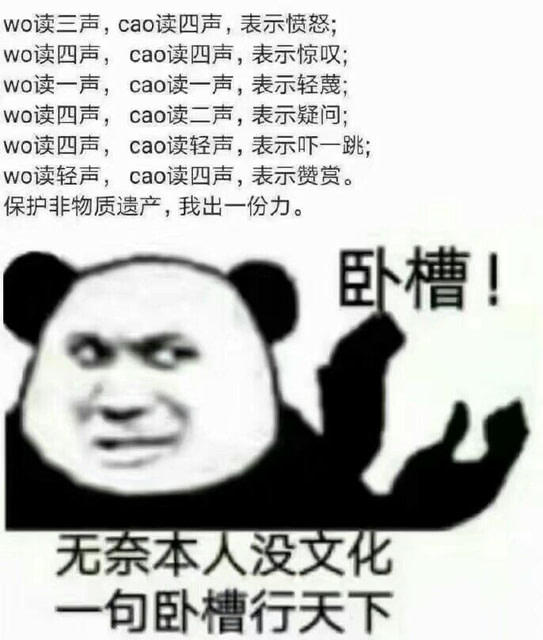 wo读三声, cao读四声, 表示愤怒;
wo读四声, cao读四声, 表示惊叹;
wo读一声, cao读一声, 表示轻蔑;
wo读四声, cao读二声, 表示疑问;
wo读四声, cao读轻声, 表示吓一跳;
wo读轻声, cao读四声, 表示赞赏。
保护非物质遗产, 我出一份力。
卧槽!
无奈本人没文化
一句卧槽行天下